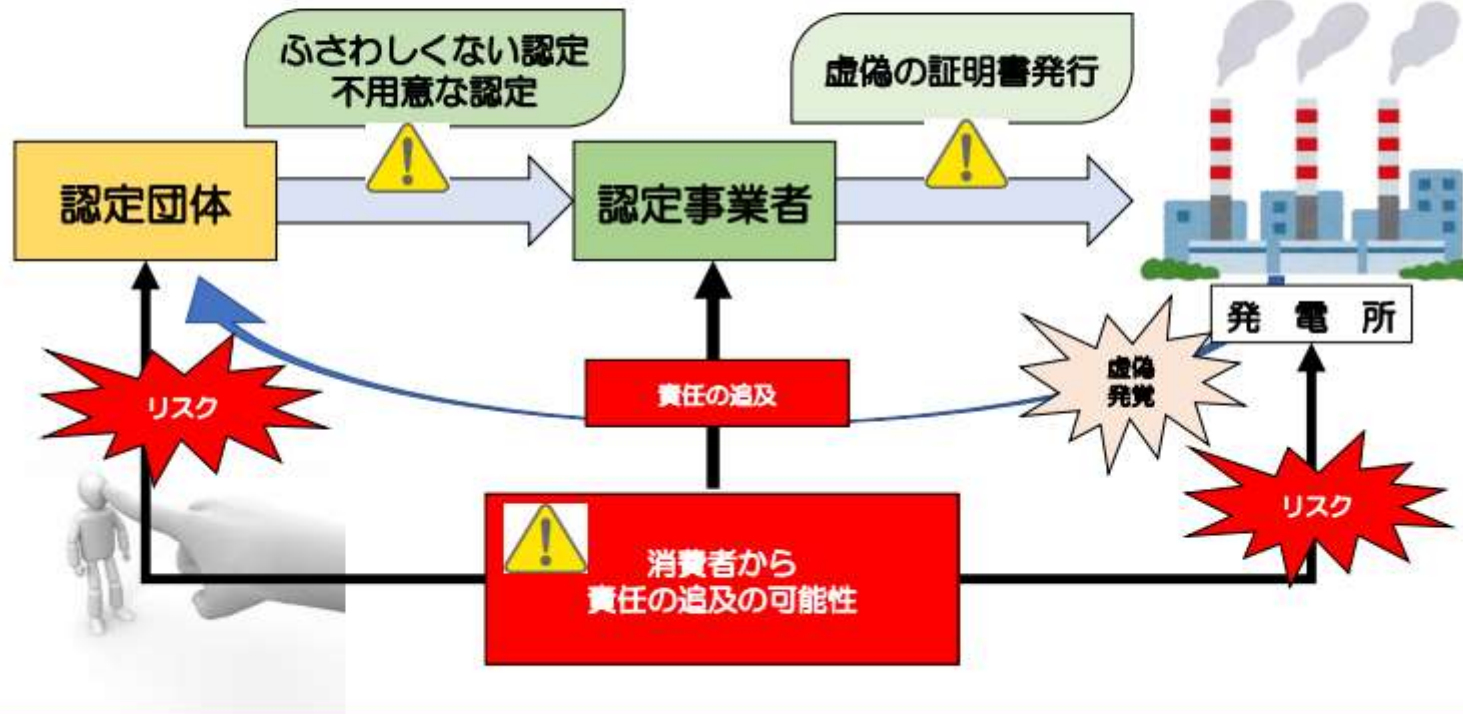 ふさわしくない認定
不用意な認定
虚偽の証明書発行
認定団体
認定事業者
発電所
虚偽
発覚
責任の追及
リスク
リスク
消費者から
責任の追及の可能性